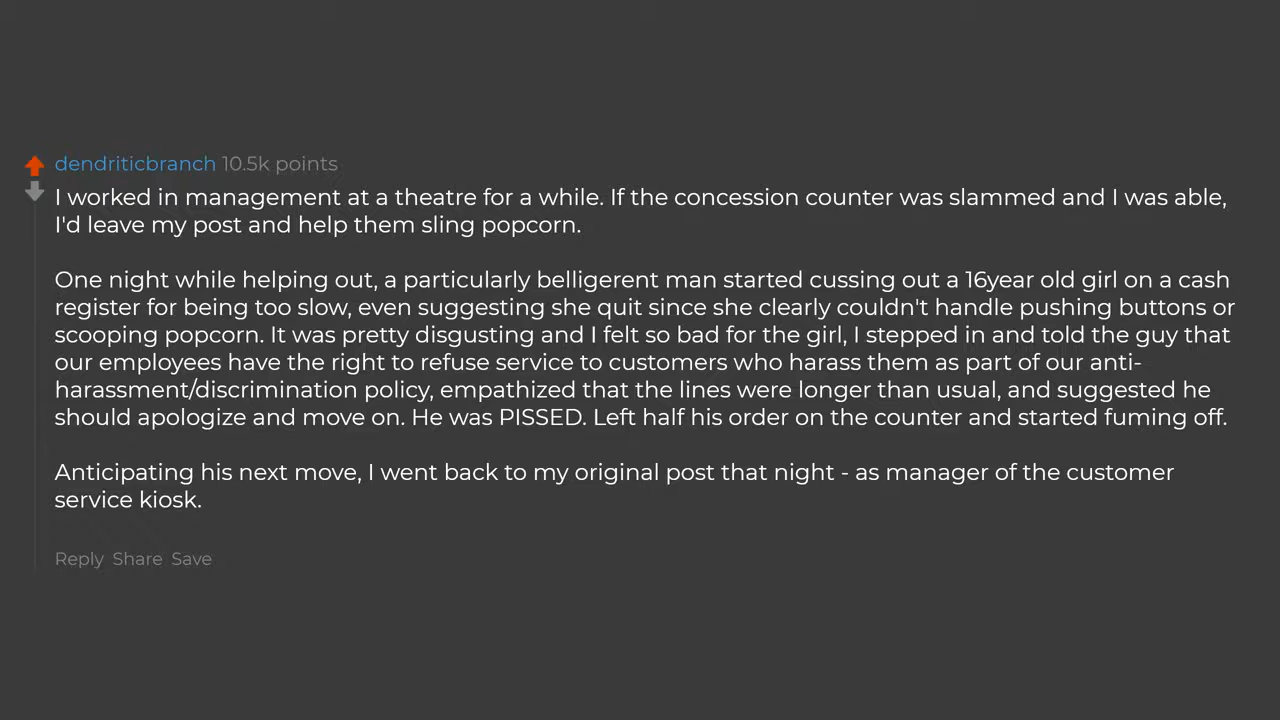 dendriticbranch 10.5k points
I worked in management at a theatre for a while. If the concession counter was slammed and I was able,
I'd leave my post and help them sling popcorn.
One night while helping out, a particularly belligerent man started cussing out a 16year old girl on a cash
register for being too slow, even suggesting she quit since she clearly couldn't handle pushing buttons or
scooping popcorn. It was pretty disgusting and I felt so bad for the girl, I stepped in and told the guy that
our employees have the right to refuse service to customers who harass them as part of our anti-
harassment/discrimination policy, empathized that the lines were longer than usual, and suggested he
should apologize and move on. He was PISSED. Left half his order on the counter and started fuming off.
Anticipating his next move, I went back to my original post that night - as manager of the customer
service kiosk.
Reply Share Save